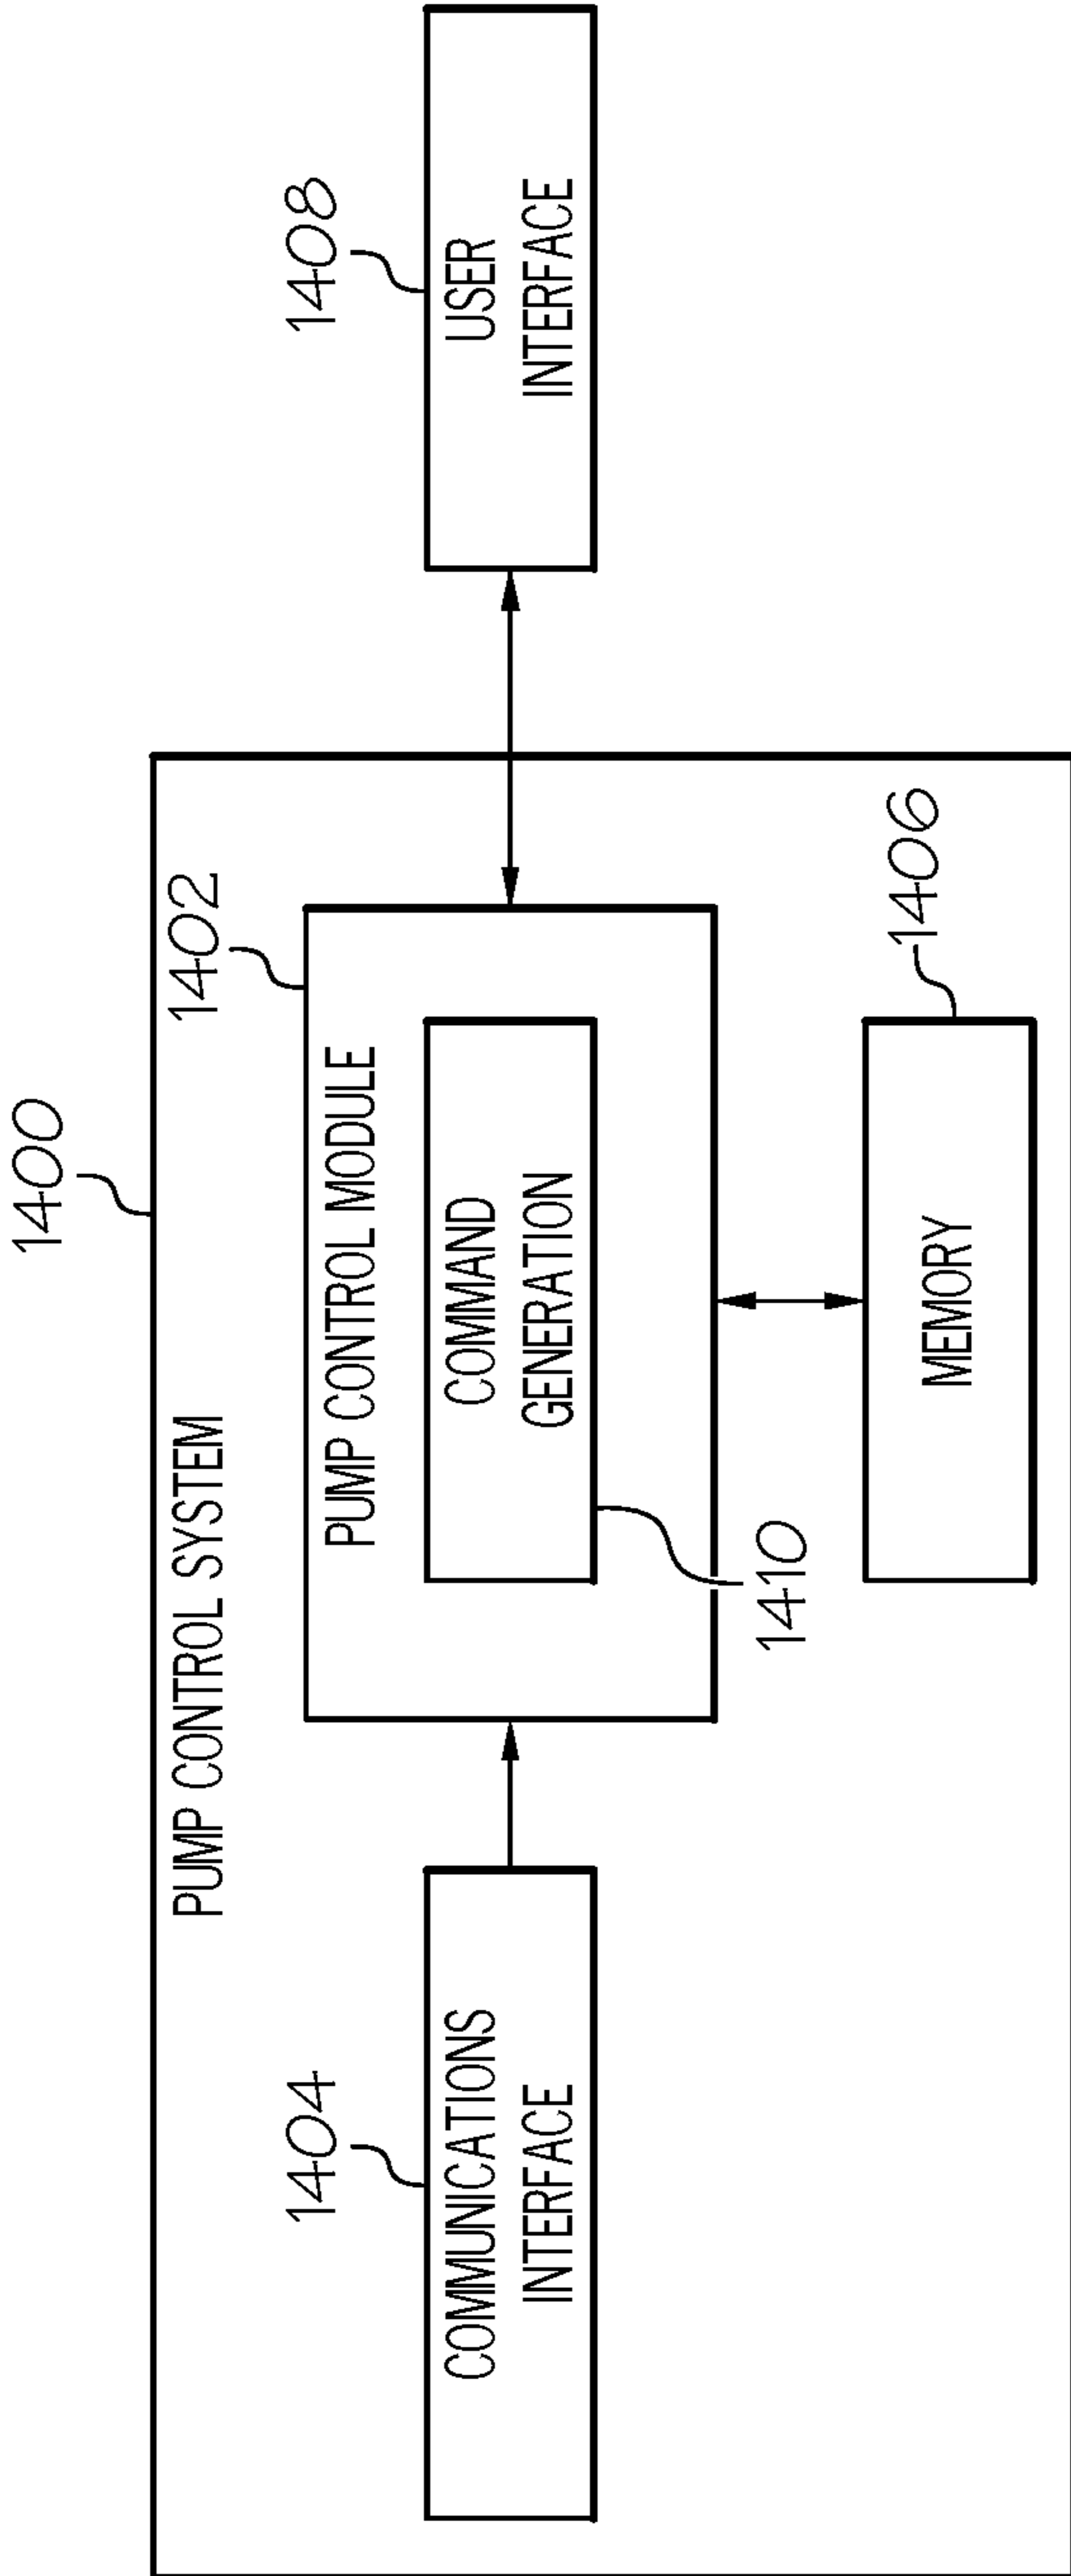 1400
PUMP CONTROL SYSTEM
1402
PUMP CONTROL MODULE
1404
COMMUNICATIONS
INTERFACE
COMMAND
GENERATION
1408
USER
INTERFACE
1410
1406
MEMORY